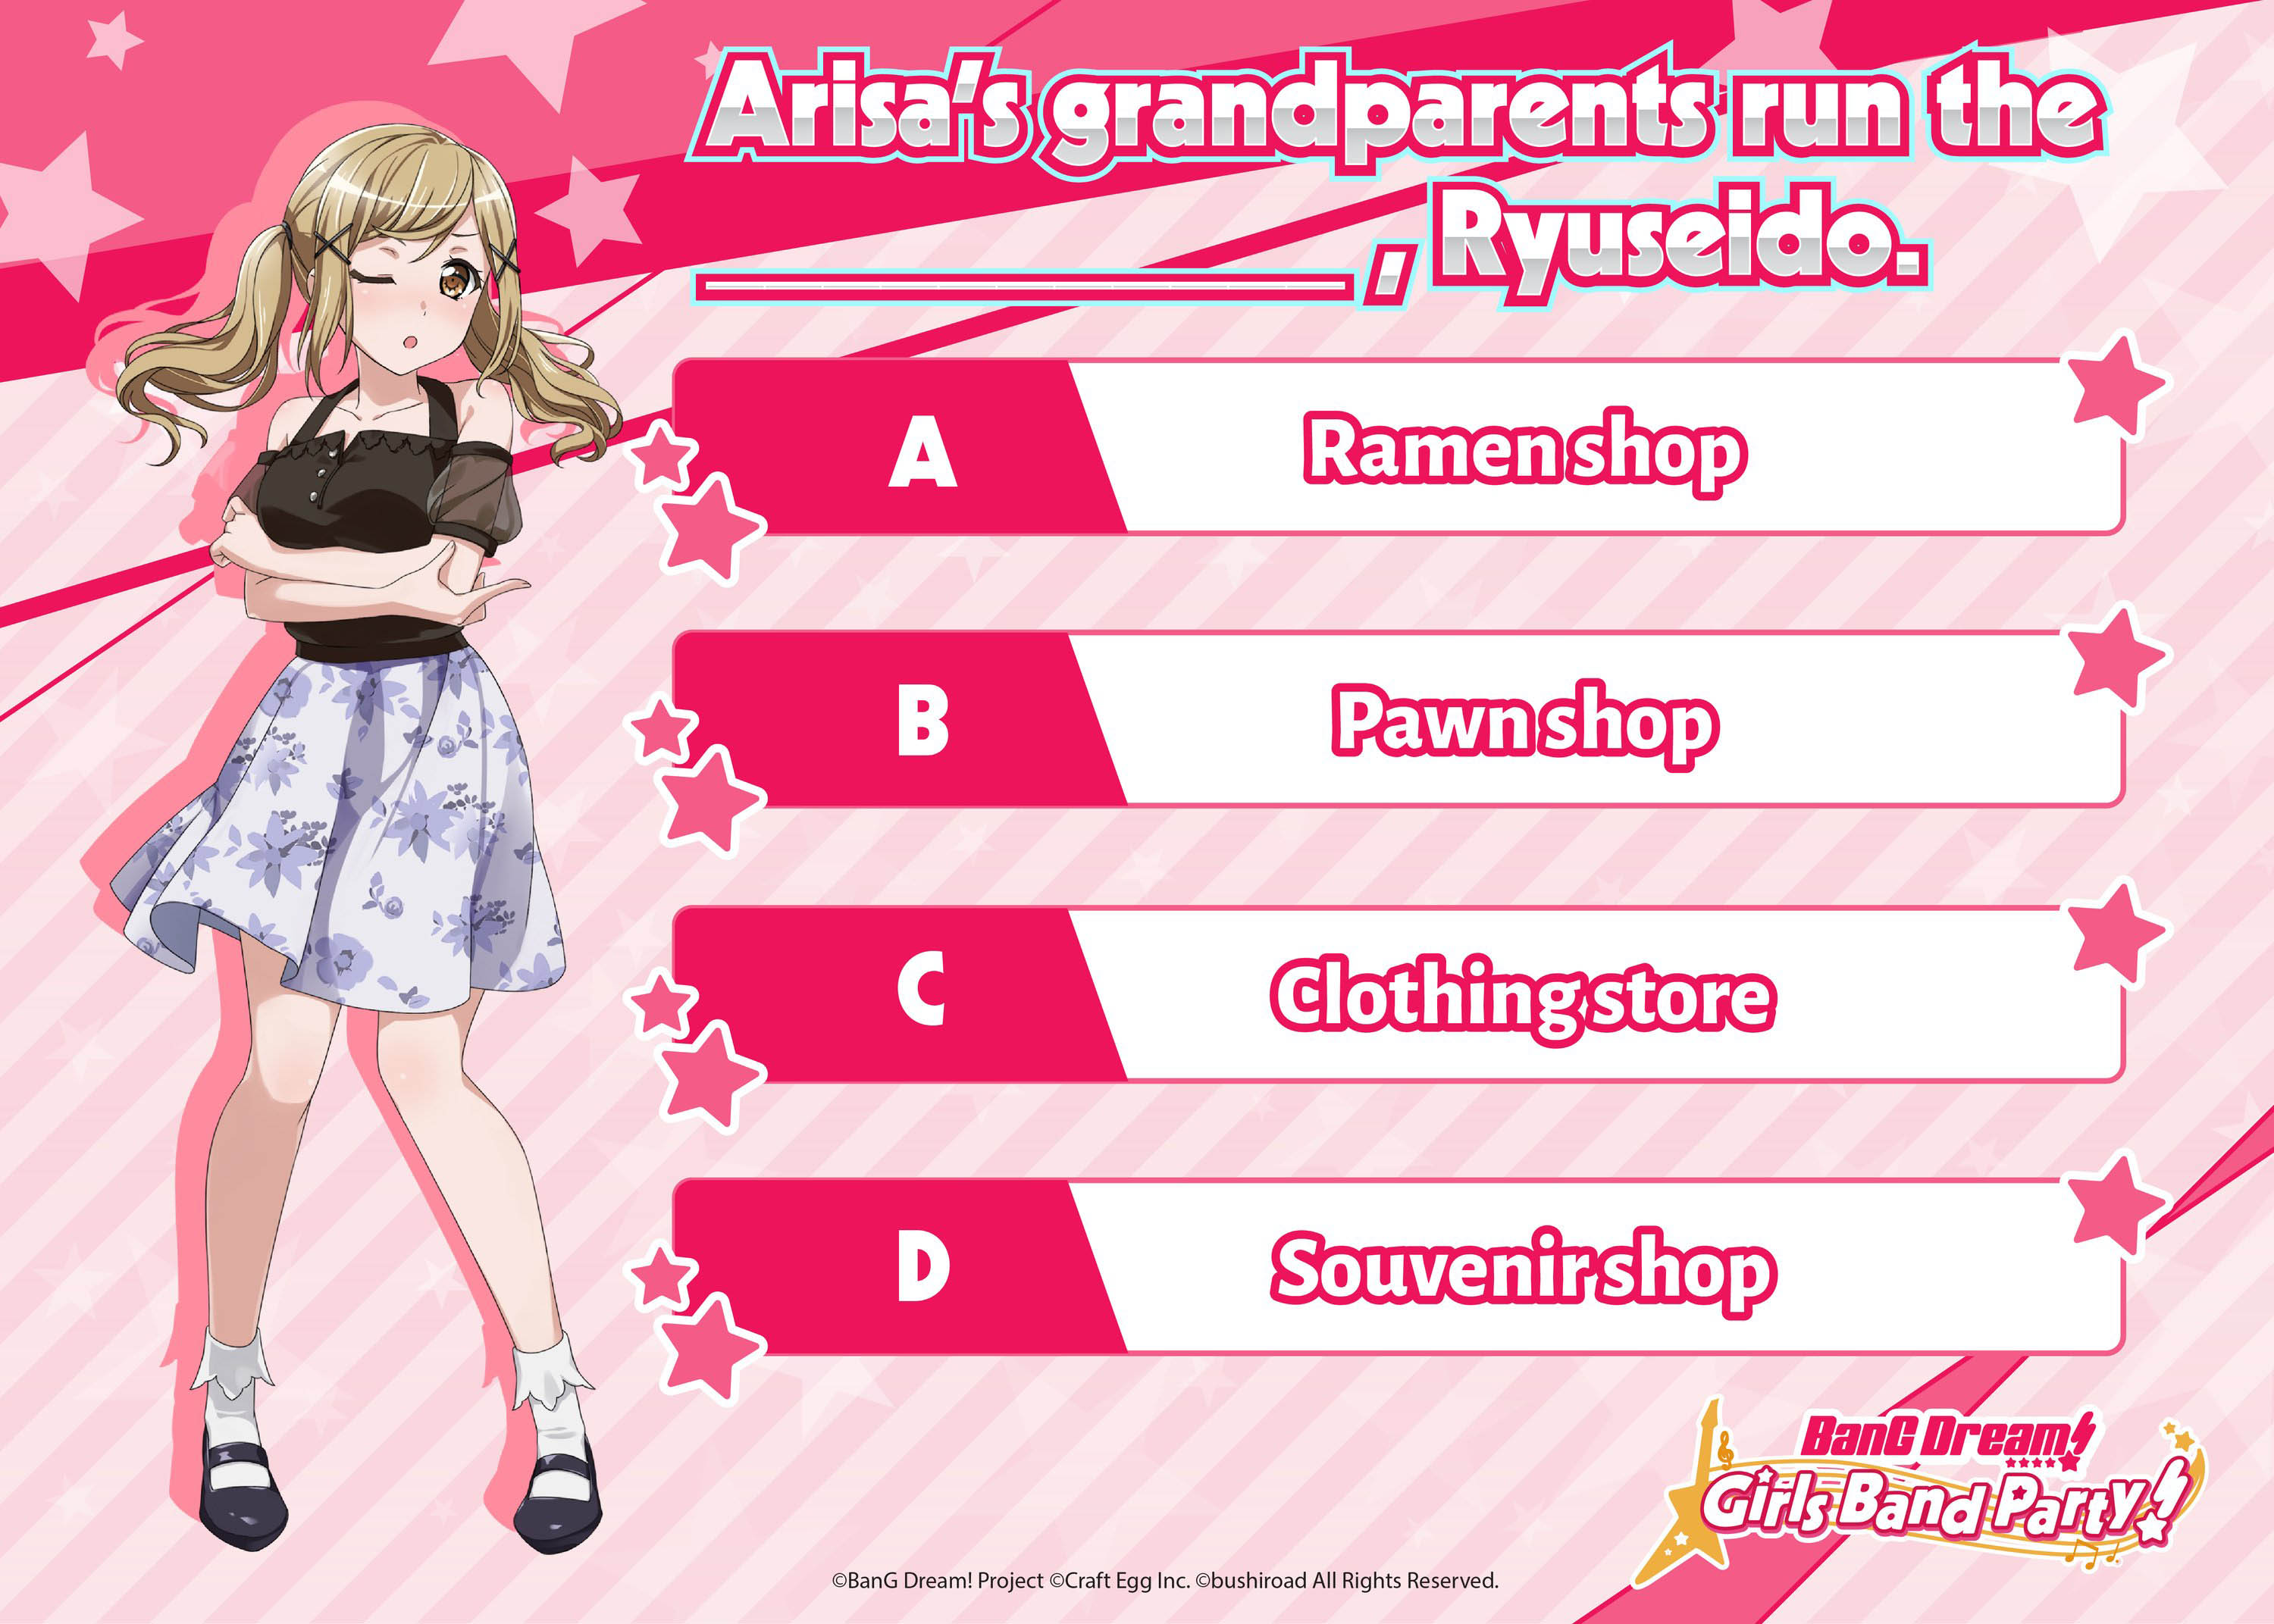 Arisa's grandparents run the
____________, Ryuseido.
A Ramen shop
B Pawn shop
C Clothing store
D Souvenir shop
BanG Dream!
Girls Band Party!
©BanG Dream! Project ©Craft Egg Inc. ©bushiroad All Rights Reserved.